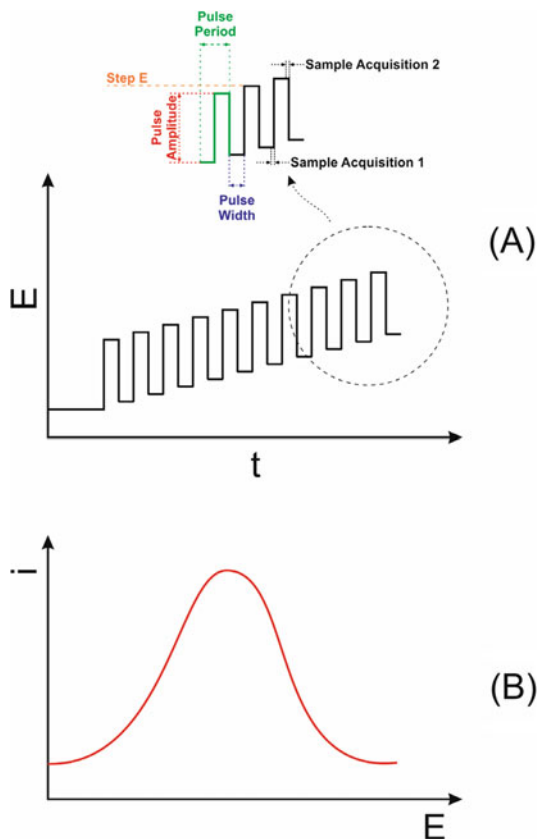 Pulse
Period
Step E
Sample Acquisition 2
Pulse
Amplitude
Sample Acquisition 1
Pulse
Width
(A)
E
t
i
(B)
E